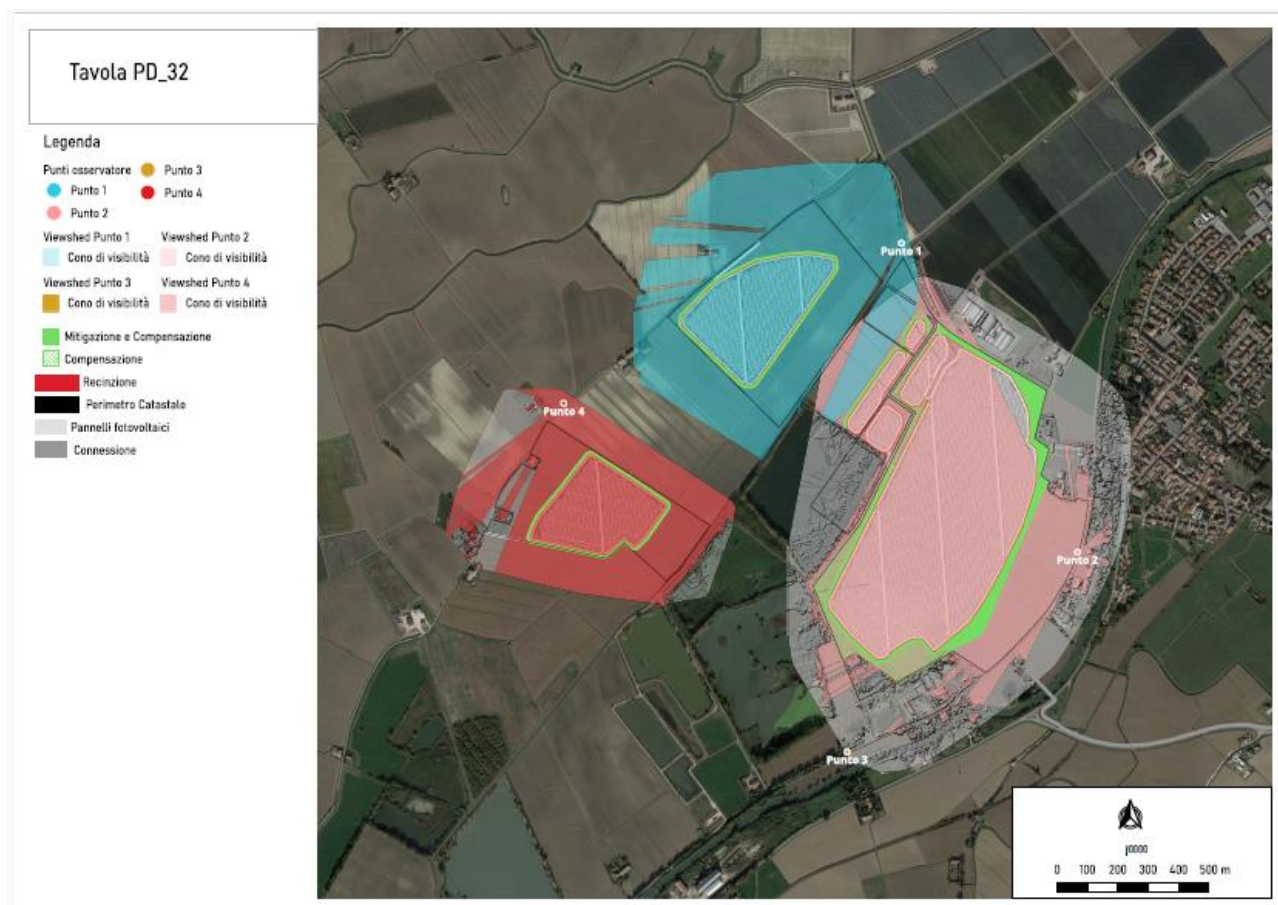 Tavola PD_32
Legenda
Punti osservatore
Punto 3
Punto 1
Punto 4
Punto 2
Viewshed Punto 1 Viewshed Punto 2
Cono di visibilità Cono di visibilità
Viewshed Punto 3 Viewshed Punto 4
Cono di visibilità Cono di visibilità
Mitigazione e Compensazione
Compensazione
Recinzione
Perimetro Catastale
Pannelli fotovoltaici
Connessione
Punto 1
Punto 4
Punto 2
Punto 3
0 100 200 300 400 500 m